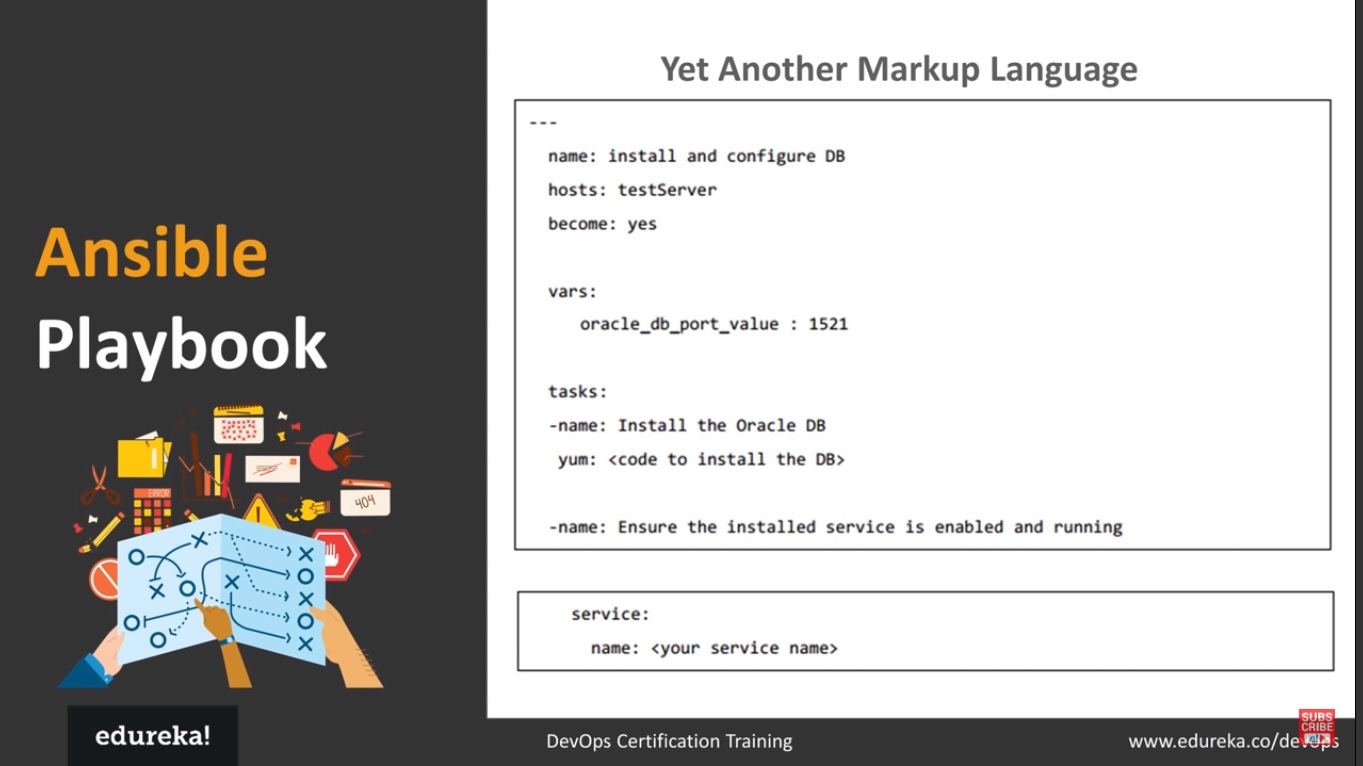 Yet Another Markup Language
---
name: install and configure DB
hosts: testServer
become: yes
vars:
oracle_db_port_value : 1521
tasks:
-name: Install the Oracle DB
yum: <code to install the DB>
-name: Ensure the installed service is enabled and running
service:
name: <your service name>
Ansible
Playbook
ERROR
404
edureka!
DevOps Certification Training
www.edureka.co/devops
SUBS
CRIBE